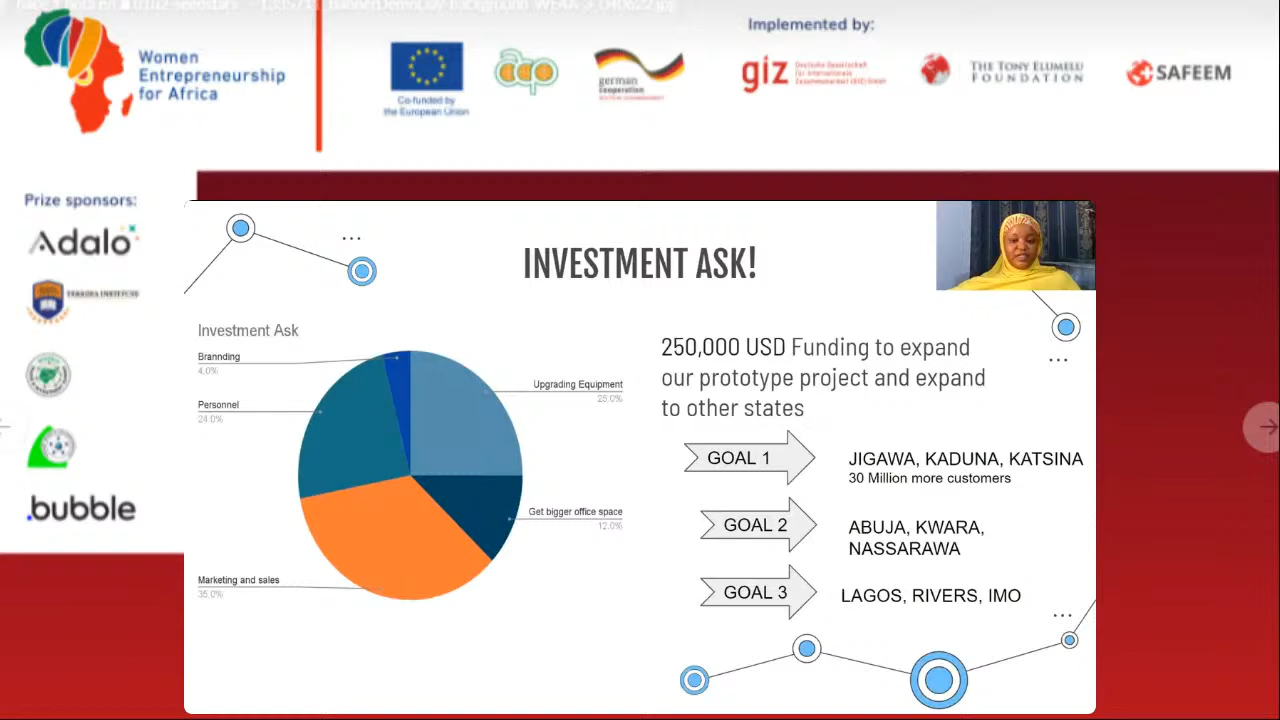 Implemented by:
Women
Entrepreneurship
for Africa
Co-funded by
the European Union
acp
german
cooperation
DEUTSCHE ZUSAMMENARBEIT
giz
Deutsche Gesellschaft
für Internationale
Zusammenarbeit (GIZ) GmbH
THE TONY ELUMELU
FOUNDATION
SAFEEM
Prize sponsors:
Adalo
.bubble
INVESTMENT ASK!
Investment Ask
Brannding
4.0%
Personnel
24.0%
Marketing and sales
35.0%
Upgrading Equipment
25.0%
Get bigger office space
12.0%
250,000 USD Funding to expand
our prototype project and expand
to other states
GOAL 1
JIGAWA, KADUNA, KATSINA
30 Million more customers
GOAL 2
ABUJA, KWARA,
NASSARAWA
GOAL 3
LAGOS, RIVERS, IMO